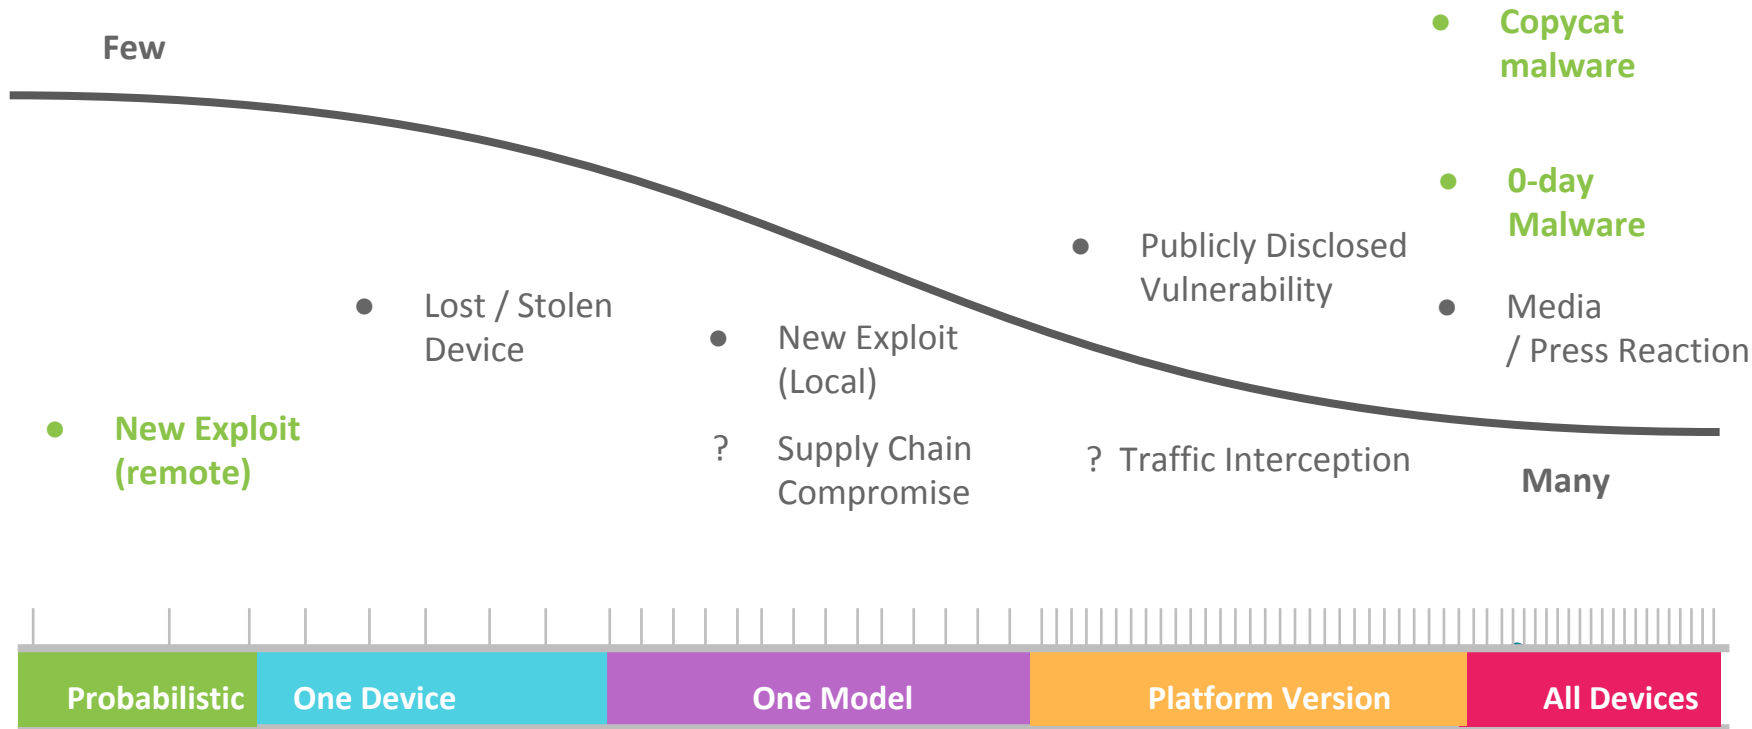 Few
● Copycat
malware
● 0-day
Malware
● Publicly Disclosed
Vulnerability
● Media
/ Press Reaction
● Lost / Stolen
Device
● New Exploit
(Local)
● New Exploit
(remote)
? Supply Chain
Compromise
? Traffic Interception
Many
Probabilistic
One Device
One Model
Platform Version
All Devices